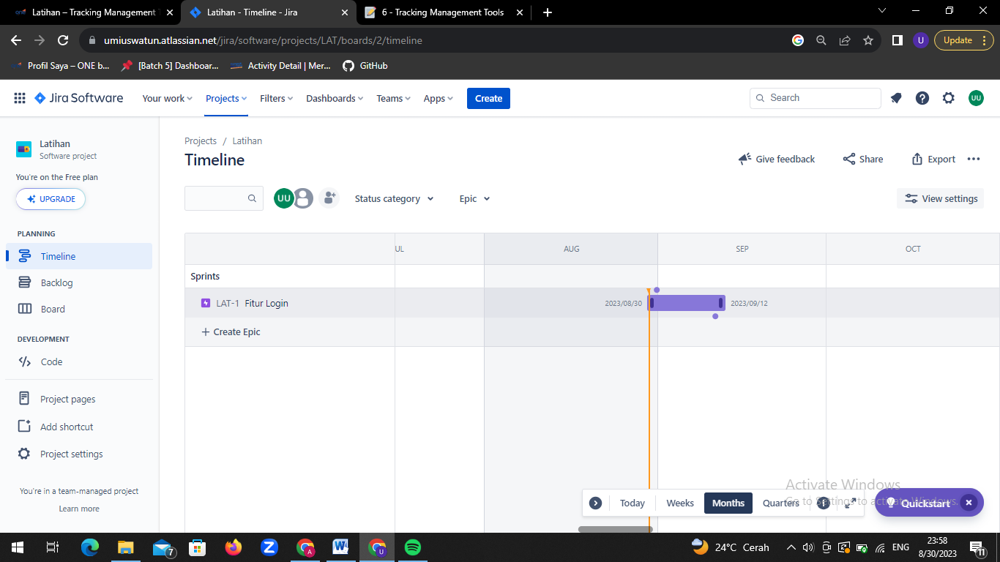 Latihan – Tracking Management T
Latihan - Timeline - Jira
6 - Tracking Management Tools
umiuswatun.atlassian.net/jira/software/projects/LAT/boards/2/timeline
U
Update
Profil Saya – ONE b...
[Batch 5] Dashboar...
Activity Detail | Mer...
GitHub
Jira Software
Your work
Projects
Filters
Dashboards
Teams
Apps
Create
Search
UU
Latihan
Software project
You're on the Free plan
UPGRADE
PLANNING
Timeline
Backlog
Board
DEVELOPMENT
Code
Project pages
Add shortcut
Project settings
You're in a team-managed project
Learn more
Projects / Latihan
Timeline
Give feedback
Share
Export
UU
Status category
Epic
View settings
UL
AUG
SEP
OCT
Sprints
LAT-1 Fitur Login
2023/08/30
2023/09/12
+ Create Epic
Today
Weeks
Months
Quarters
Activate Windows
Go to Settings to activate Windows.
Quickstart
7
A
U
24°C Cerah
ENG
23:58
8/30/2023
11